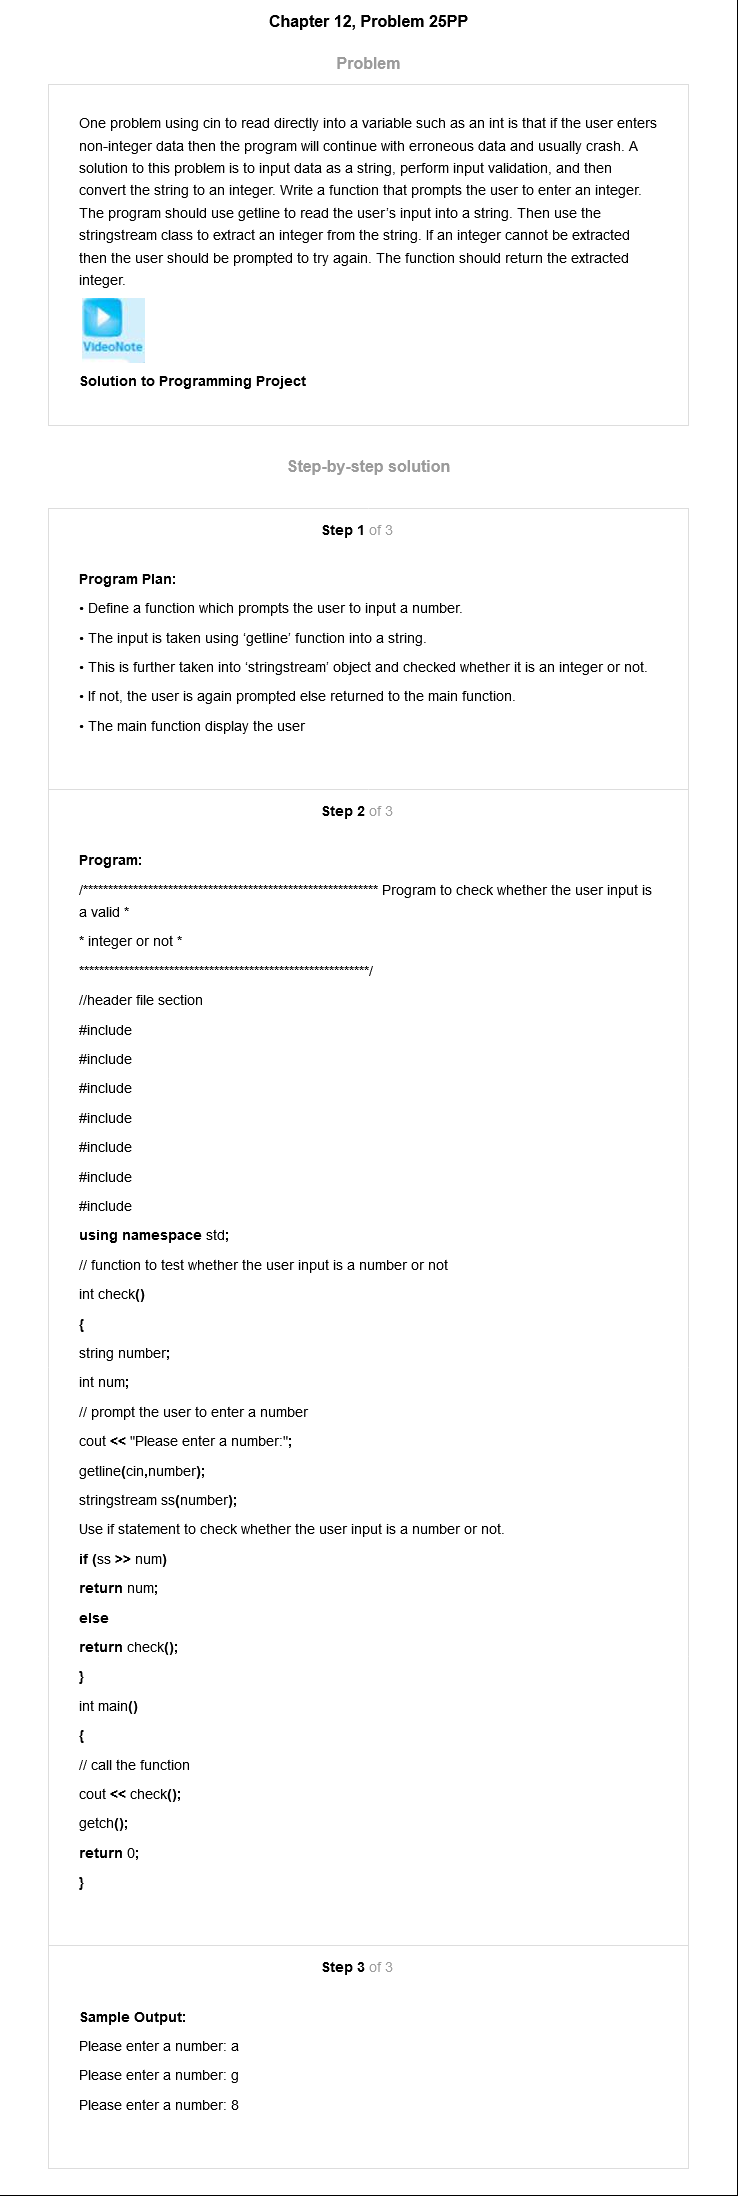 Chapter 12, Problem 25PP
Problem
One problem using cin to read directly into a variable such as an int is that if the user enters
non-integer data then the program will continue with erroneous data and usually crash. A
solution to this problem is to input data as a string, perform input validation, and then
convert the string to an integer. Write a function that prompts the user to enter an integer.
The program should use getline to read the user's input into a string. Then use the
stringstream class to extract an integer from the string. If an integer cannot be extracted
then the user should be prompted to try again. The function should return the extracted
integer.
VideoNote
Solution to Programming Project
Step-by-step solution
Step 1 of 3
Program Plan:
• Define a function which prompts the user to input a number.
• The input is taken using ‘getline’ function into a string.
• This is further taken into ‘stringstream’ object and checked whether it is an integer or not.
• If not, the user is again prompted else returned to the main function.
• The main function display the user
Step 2 of 3
Program:
/*********************************************************** Program to check whether the user input is
a valid *
* integer or not *
**********************************************************/
//header file section
#include
#include
#include
#include
#include
#include
#include
using namespace std;
// function to test whether the user input is a number or not
int check()
{
string number;
int num;
// prompt the user to enter a number
cout << "Please enter a number:";
getline(cin,number);
stringstream ss(number);
Use if statement to check whether the user input is a number or not.
if (ss >> num)
return num;
else
return check();
}
int main()
{
// call the function
cout << check();
getch();
return 0;
}
Step 3 of 3
Sample Output:
Please enter a number: a
Please enter a number: g
Please enter a number: 8